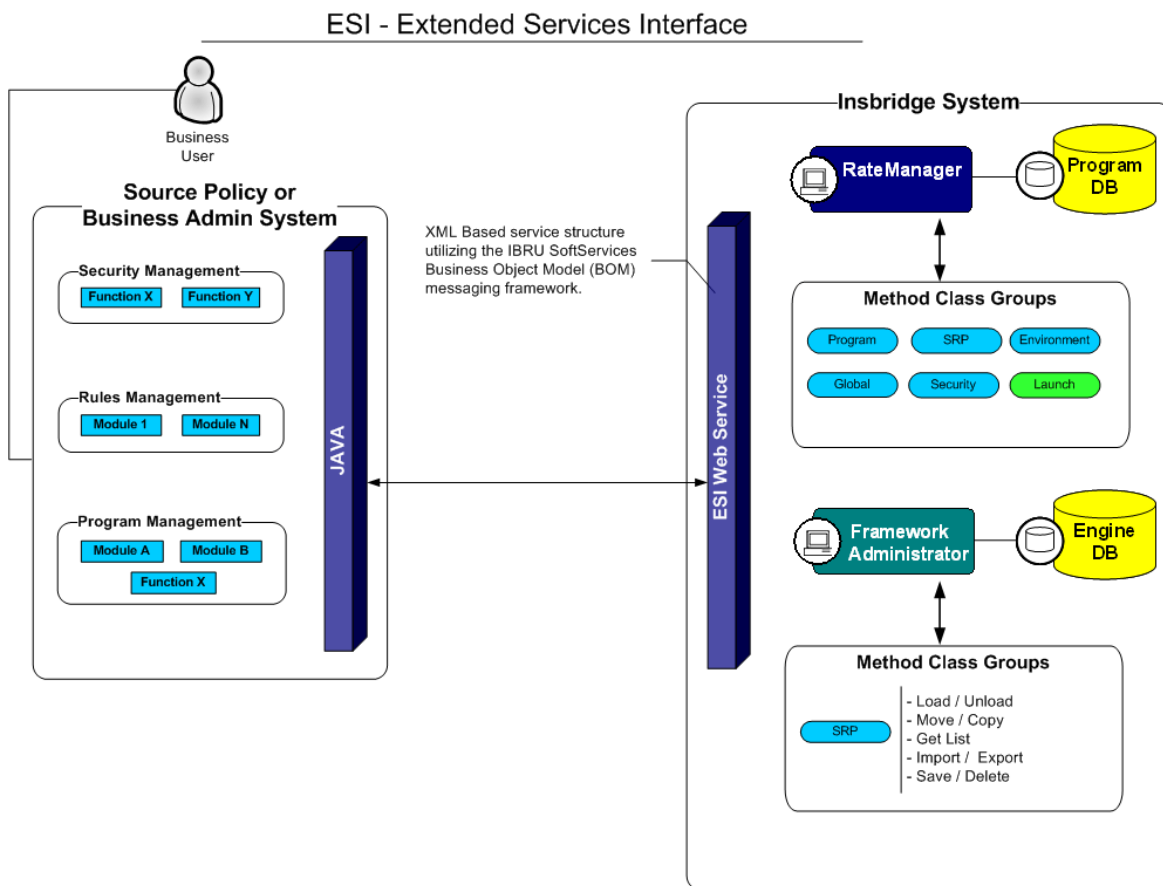 ESI - Extended Services Interface
Business
User
Source Policy or
Business Admin System
Security Management
Function X
Function Y
Rules Management
Module 1
Module N
Program Management
Module A
Module B
Function X
JAVA
XML Based service structure
utilizing the IBRU SoftServices
Business Object Model (BOM)
messaging framework.
ESI Web Service
Insbridge System
RateManager
Program
DB
Method Class Groups
Program
SRP
Environment
Global
Security
Launch
Framework
Administrator
Engine
DB
Method Class Groups
SRP
- Load / Unload
- Move / Copy
- Get List
- Import /  Export
- Save / Delete